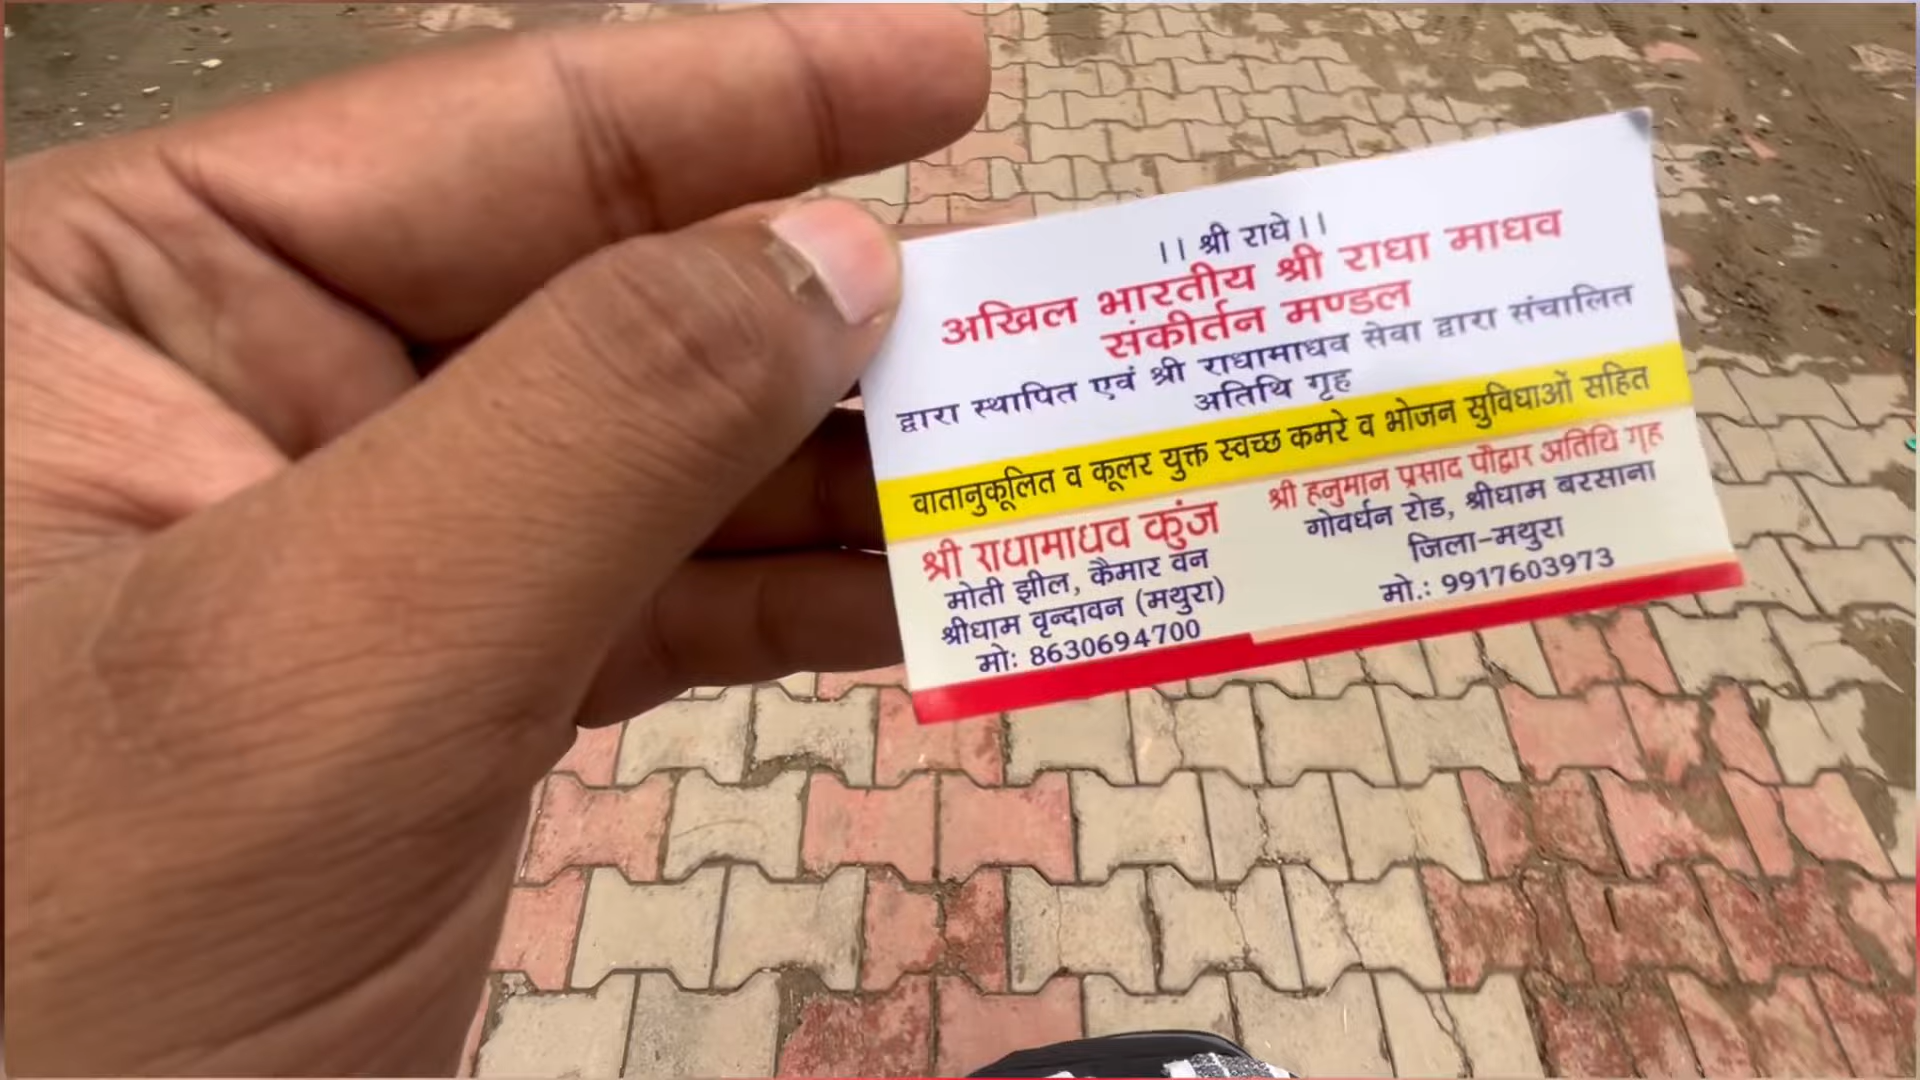 ।। श्री राधे।।
अखिल भारतीय श्री राधा माधव
संकीर्तन मण्डल
द्वारा स्थापित एवं श्री राधामाधव सेवा द्वारा संचालित
अतिथि गृह
वातानुकूलित व कूलर युक्त स्वच्छ कमरे व भोजन सुविधाओं सहित
श्री राधामाधव कुंज
मोती झील, कैमार वन
श्रीधाम वृन्दावन (मथुरा)
मो: 8630694700
श्री हनुमान प्रसाद पौद्वार अतिथि गृह
गोवर्धन रोड, श्रीधाम बरसाना
जिला-मथुरा
मो.: 9917603973